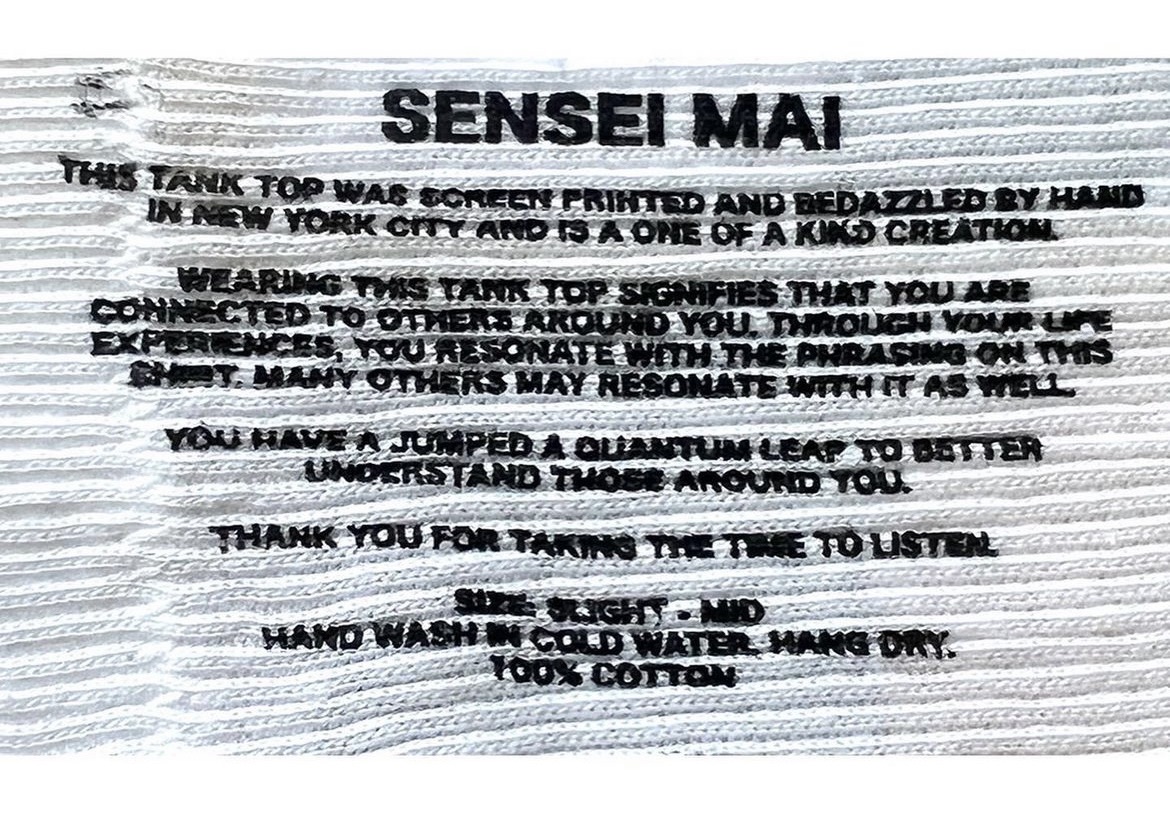 SENSEI MAI
THIS TANK TOP WAS SCREEN PRINTED AND BEDAZZLED BY HAND
IN NEW YORK CITY AND IS A ONE OF A KIND CREATION.
WEARING THIS TANK TOP SIGNIFIES THAT YOU ARE
CONNECTED TO OTHERS AROUND YOU. THROUGH YOUR LIFE
EXPERIENCES, YOU RESONATE WITH THE PHRASING ON THIS
SHIRT. MANY OTHERS MAY RESONATE WITH IT AS WELL.
YOU HAVE A JUMPED A QUANTUM LEAP TO BETTER
UNDERSTAND THOSE AROUND YOU.
THANK YOU FOR TAKING THE TIME TO LISTEN.
SIZE: SLIGHT - MID
HAND WASH IN COLD WATER. HANG DRY.
100% COTTON